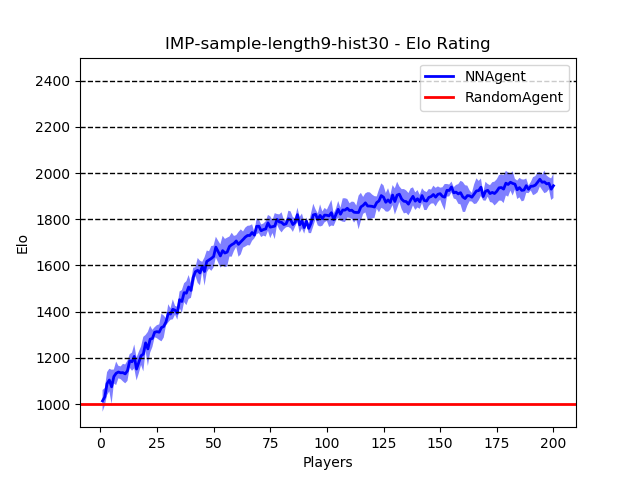 IMP-sample-length9-hist30 - Elo Rating
NNAgent
RandomAgent
Elo
2400
2200
2000
1800
1600
1400
1200
1000
0 25 50 75 100 125 150 175 200
Players